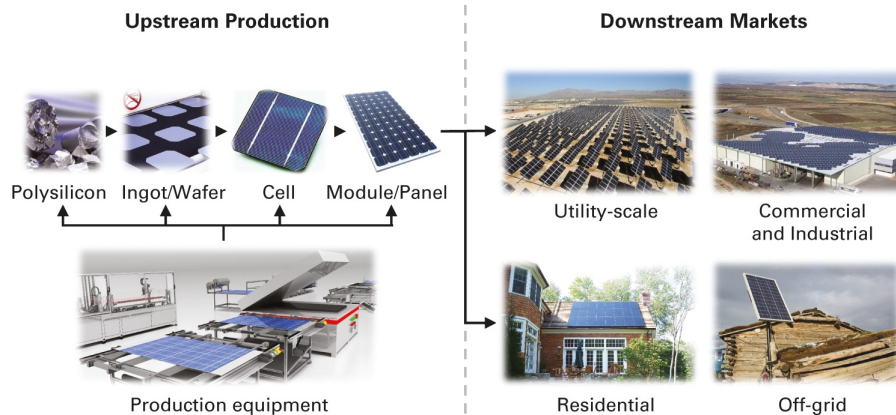 Upstream Production
Downstream Markets
Polysilicon
Ingot/Wafer
Cell
Module/Panel
Production equipment
Utility-scale
Commercial
and Industrial
Residential
Off-grid